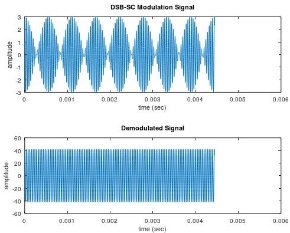 DSB-SC Modulation Signal
3
2
1
0
-1
-2
-3
amplitude
0 0.001 0.002 0.003 0.004 0.005 0.006
time (sec)
Demodulated Signal
60
40
20
0
-20
-40
-60
amplitude
0 0.001 0.002 0.003 0.004 0.005 0.006
time (sec)